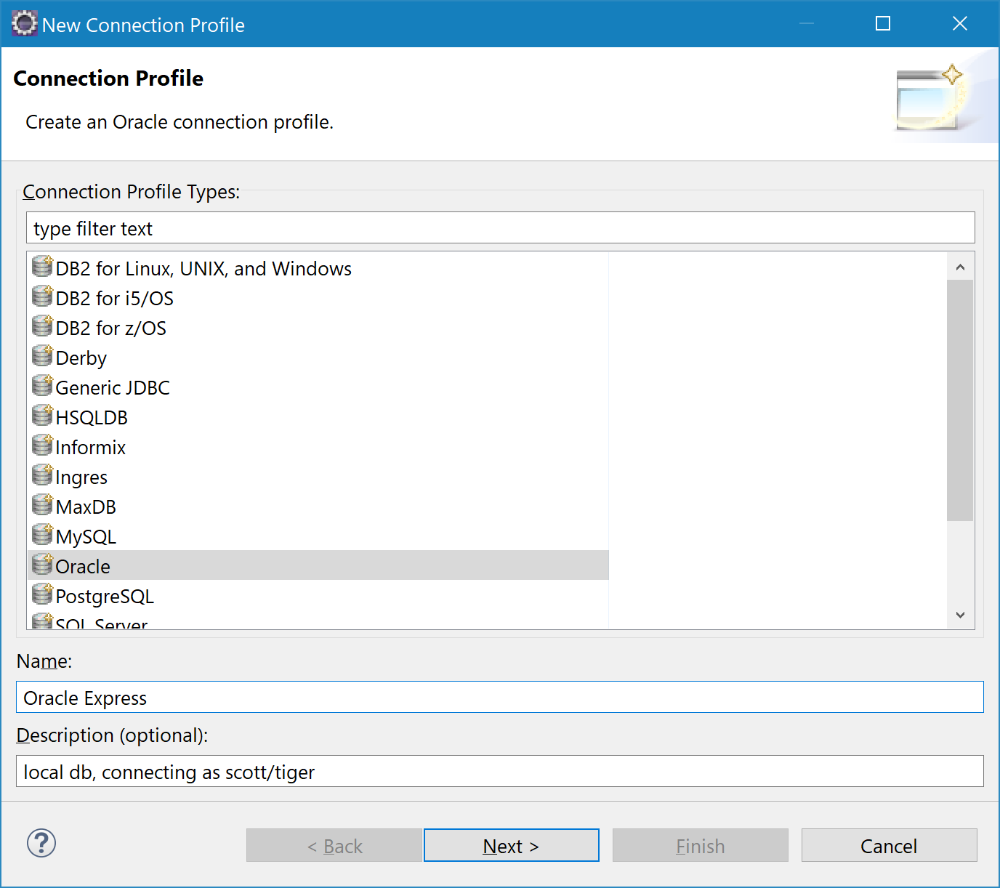 New Connection Profile
Connection Profile
Create an Oracle connection profile.
Connection Profile Types:
type filter text
DB2 for Linux, UNIX, and Windows
DB2 for i5/OS
DB2 for z/OS
Derby
Generic JDBC
HSQLDB
Informix
Ingres
MaxDB
MySQL
Oracle
PostgreSQL
SQL Server
Name:
Oracle Express
Description (optional):
local db, connecting as scott/tiger
? < Back Next > Finish Cancel